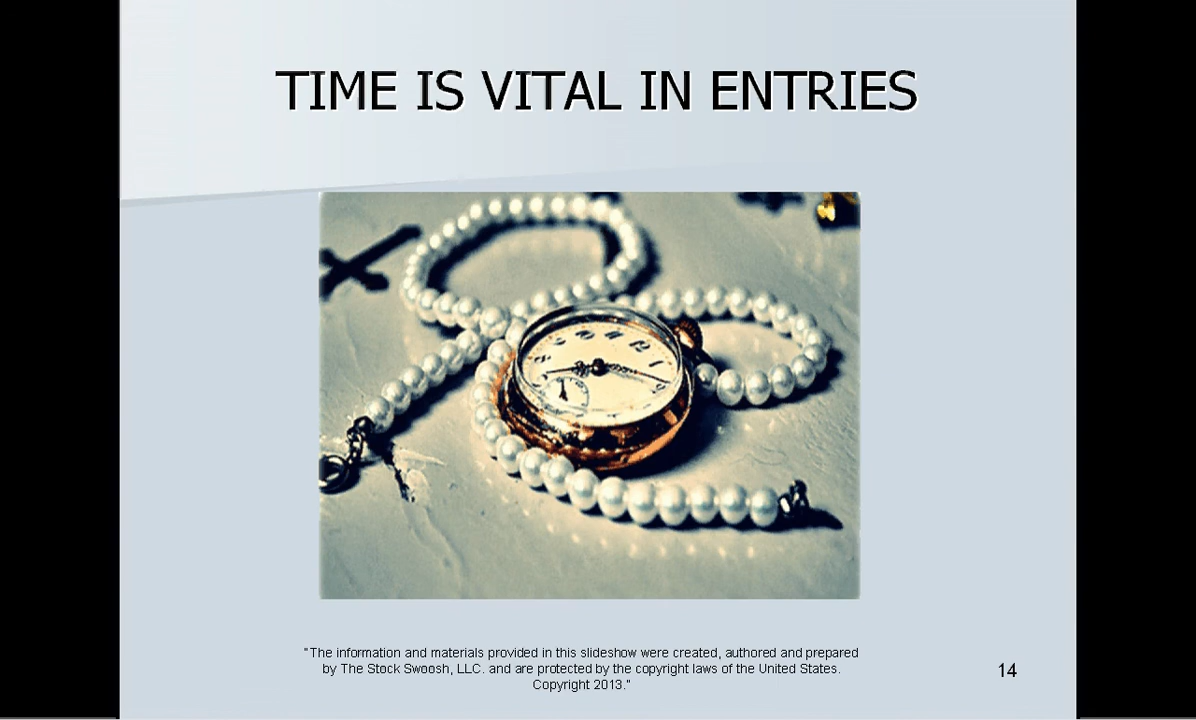 TIME IS VITAL IN ENTRIES
"The information and materials provided in this slideshow were created, authored and prepared
by The Stock Swoosh, LLC. and are protected by the copyright laws of the United States.
Copyright 2013."
14